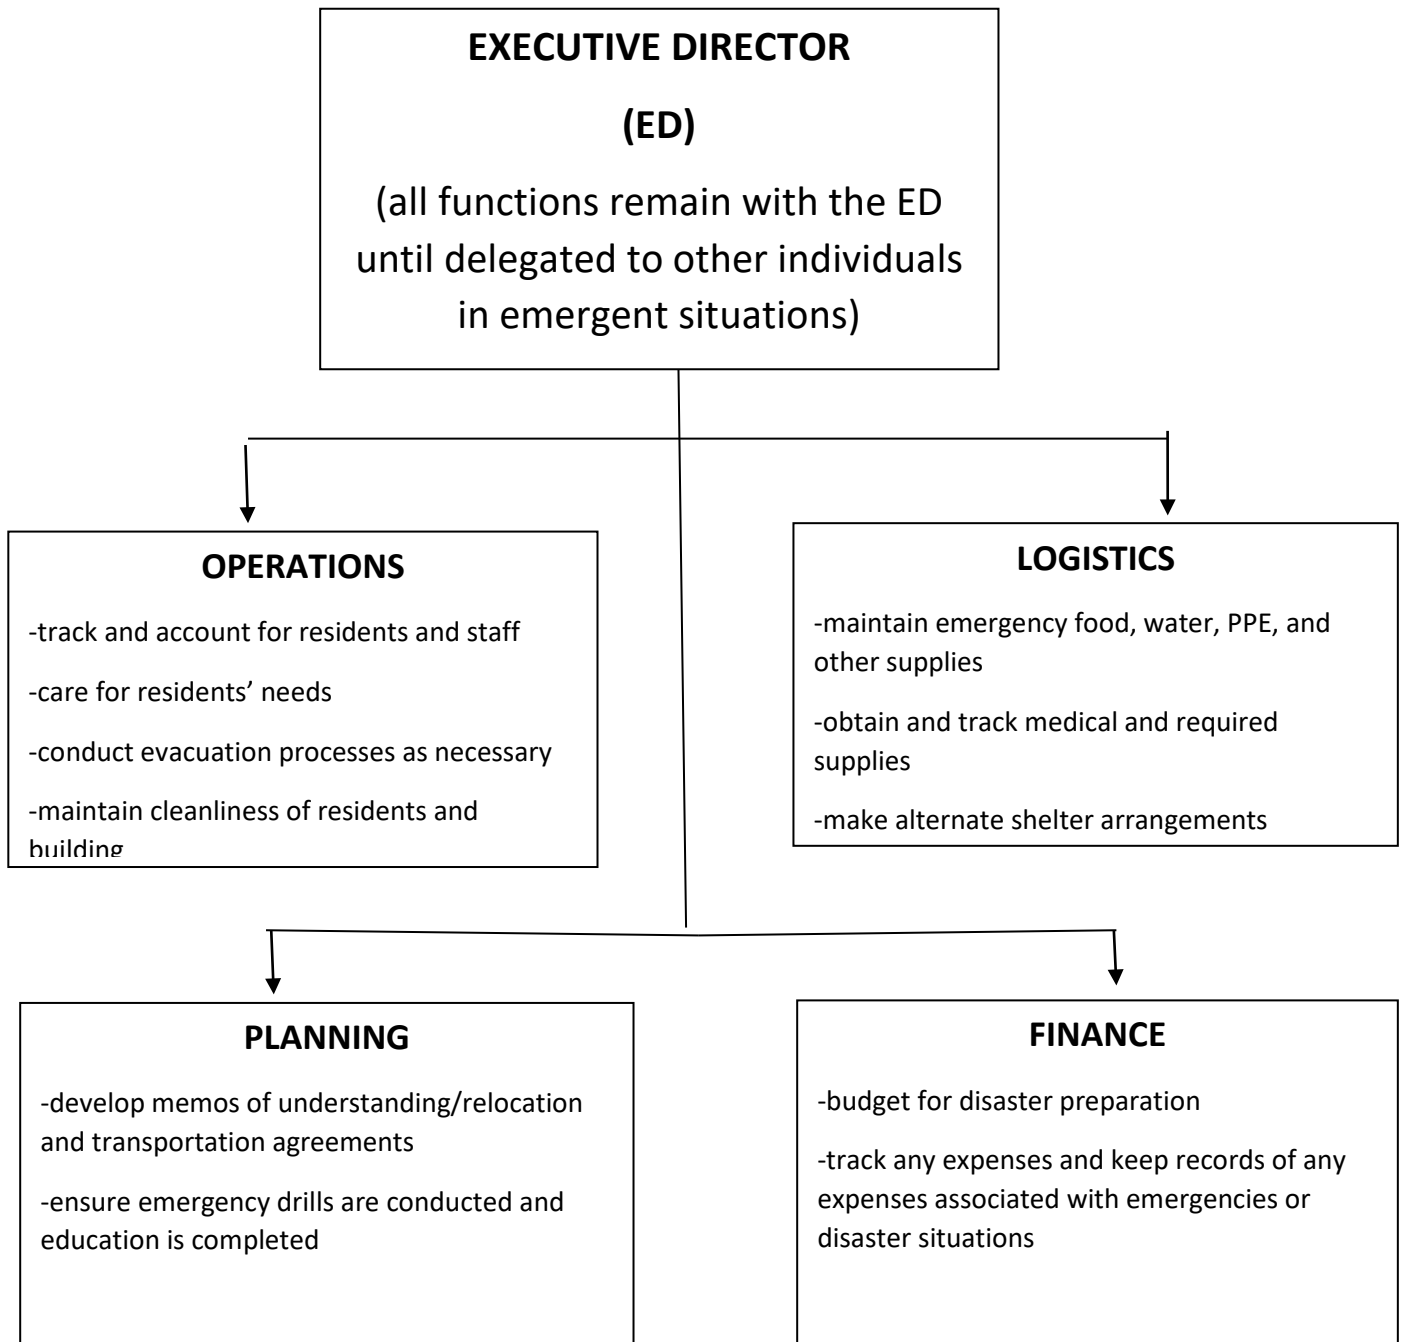 EXECUTIVE DIRECTOR
(ED)
(all functions remain with the ED
until delegated to other individuals
in emergent situations)
OPERATIONS
-track and account for residents and staff
-care for residents’ needs
-conduct evacuation processes as necessary
-maintain cleanliness of residents and
building
LOGISTICS
-maintain emergency food, water, PPE, and
other supplies
-obtain and track medical and required
supplies
-make alternate shelter arrangements
PLANNING
-develop memos of understanding/relocation
and transportation agreements
-ensure emergency drills are conducted and
education is completed
FINANCE
-budget for disaster preparation
-track any expenses and keep records of any
expenses associated with emergencies or
disaster situations